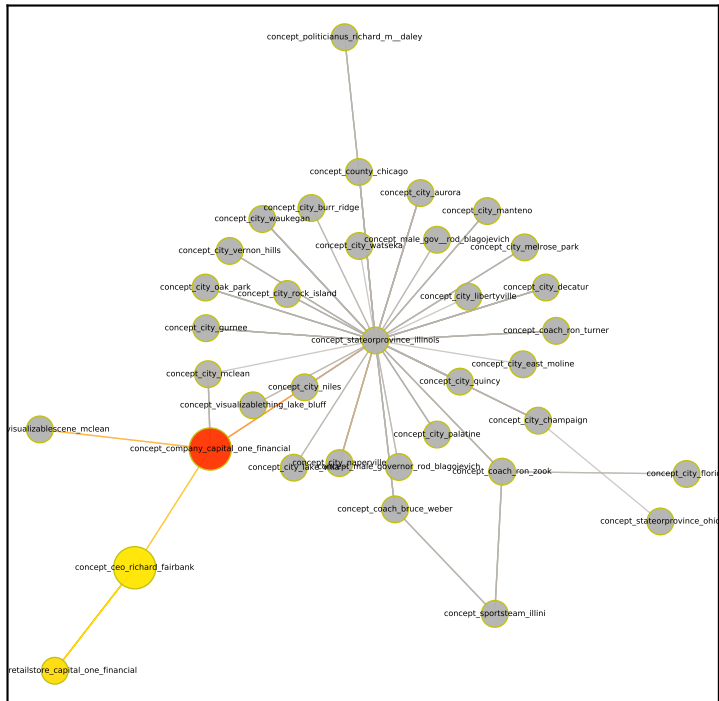 concept_politicianus_richard_m__daley
concept_county_chicago
concept_city_aurora
concept_city_burr_ridge
concept_city_manteno
concept_city_waukegan
concept_male_gov__rod_blagojevich
concept_city_watseka
concept_city_melrose_park
concept_city_vernon_hills
concept_city_oak_park
concept_city_rock_island
concept_city_decatur
concept_city_libertyville
concept_city_gurnee
concept_coach_ron_turner
concept_stateorprovince_illinois
concept_city_east_moline
concept_city_mclean
concept_city_niles
concept_city_quincy
concept_visualizablething_lake_bluff
concept_city_champaign
visualizablescene_mclean
concept_city_palatine
concept_company_capital_one_financial
concept_city_naperville
concept_male_governor_rod_blagojevich
concept_coach_ron_zook
concept_city_florid
concept_coach_bruce_weber
concept_stateorprovince_ohio
concept_ceo_richard_fairbank
concept_sportsteam_illini
retailstore_capital_one_financial